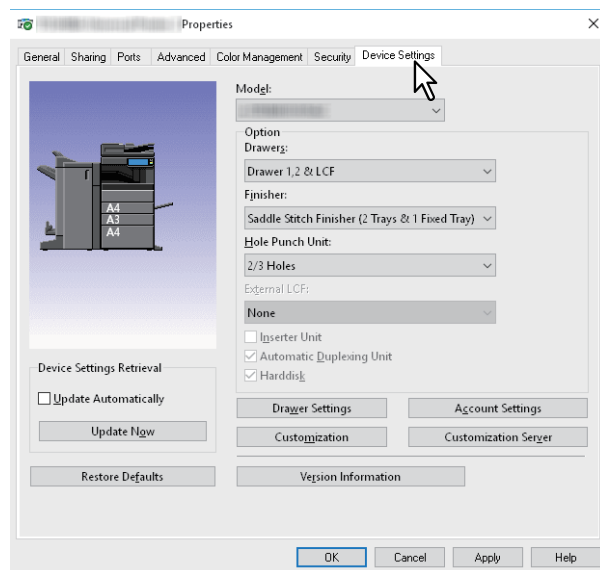 Properties
General Sharing Ports Advanced Color Management Security Device Settings
Model:
Option
Drawers:
Drawer 1,2 & LCF
Finisher:
Saddle Stitch Finisher (2 Trays & 1 Fixed Tray)
Hole Punch Unit:
2/3 Holes
External LCF:
None
Inserter Unit
Automatic Duplexing Unit
Harddisk
A4
A3
A4
Device Settings Retrieval
Update Automatically
Update Now
Drawer Settings Account Settings
Customization Customization Server
Restore Defaults Version Information
OK Cancel Apply Help